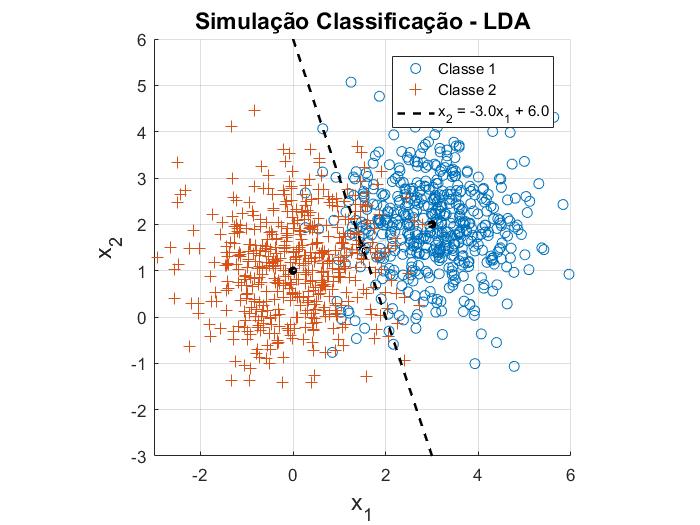 Simulação Classificação - LDA
Classe 1
Classe 2
x2 = -3.0x1 + 6.0
6
5
4
3
2
1
0
-1
-2
-3
x2
-2
0
2
4
6
x1